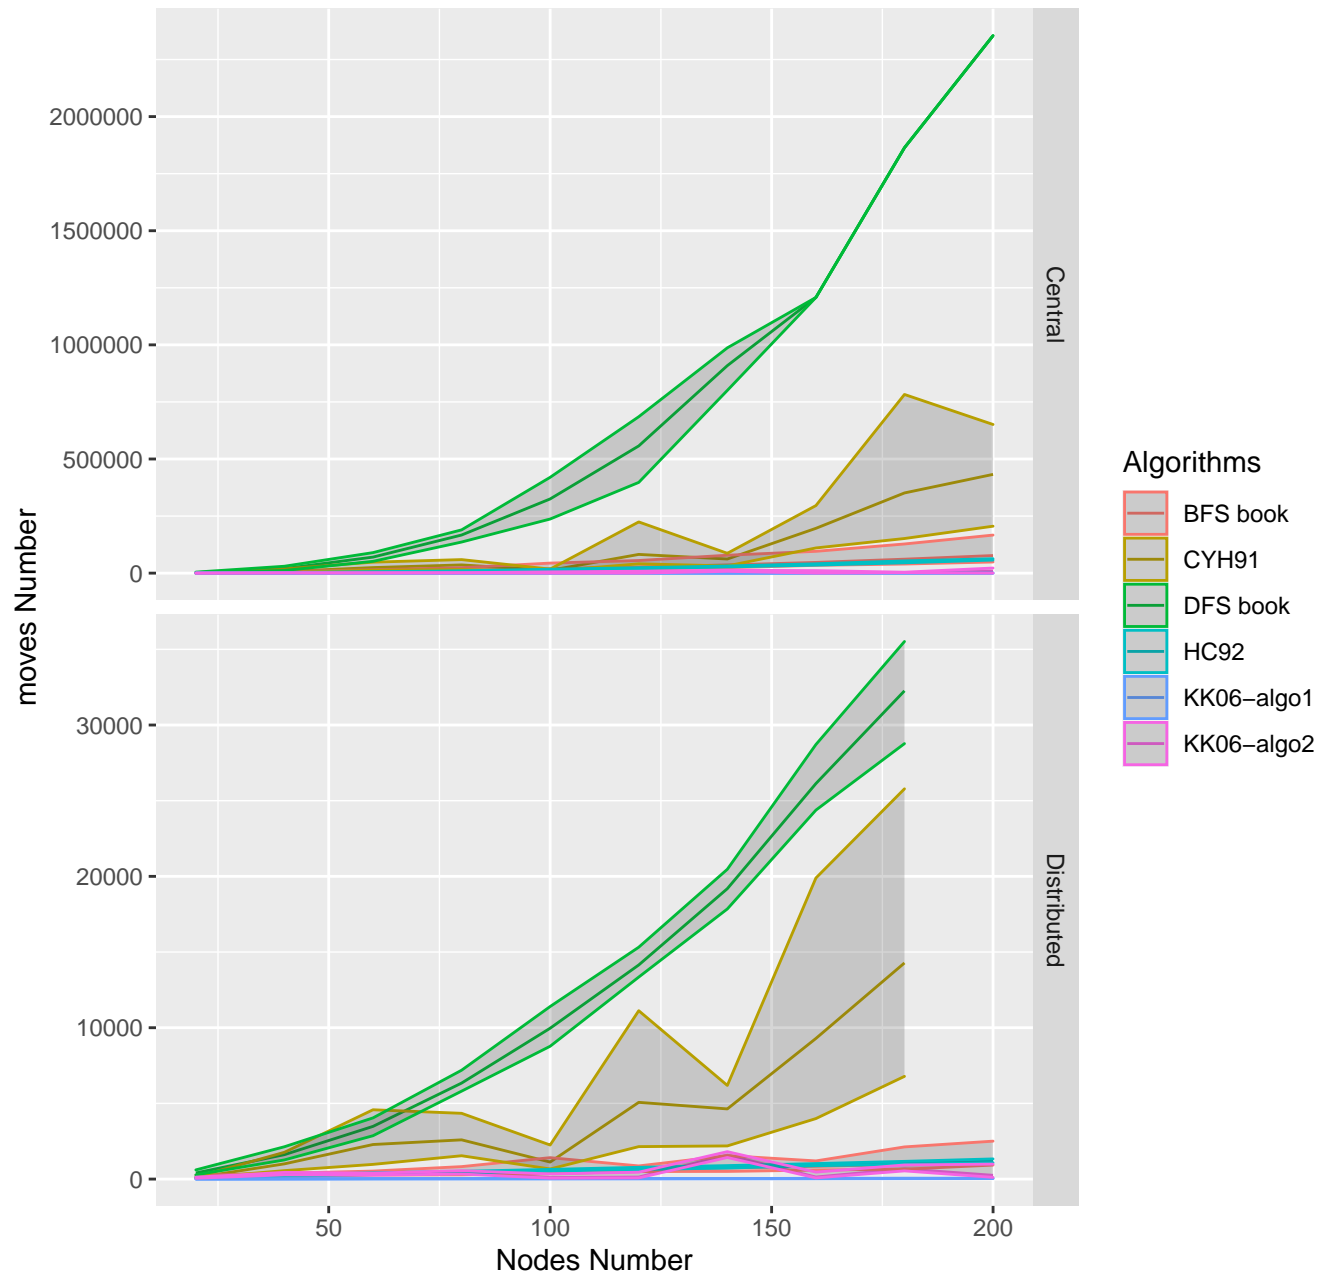 moves Number
2000000
1500000
1000000
500000
0
Central
30000
20000
10000
0
Distributed
50
100
150
200
Nodes Number
Algorithms
BFS book
CYH91
DFS book
HC92
KK06−algo1
KK06−algo2